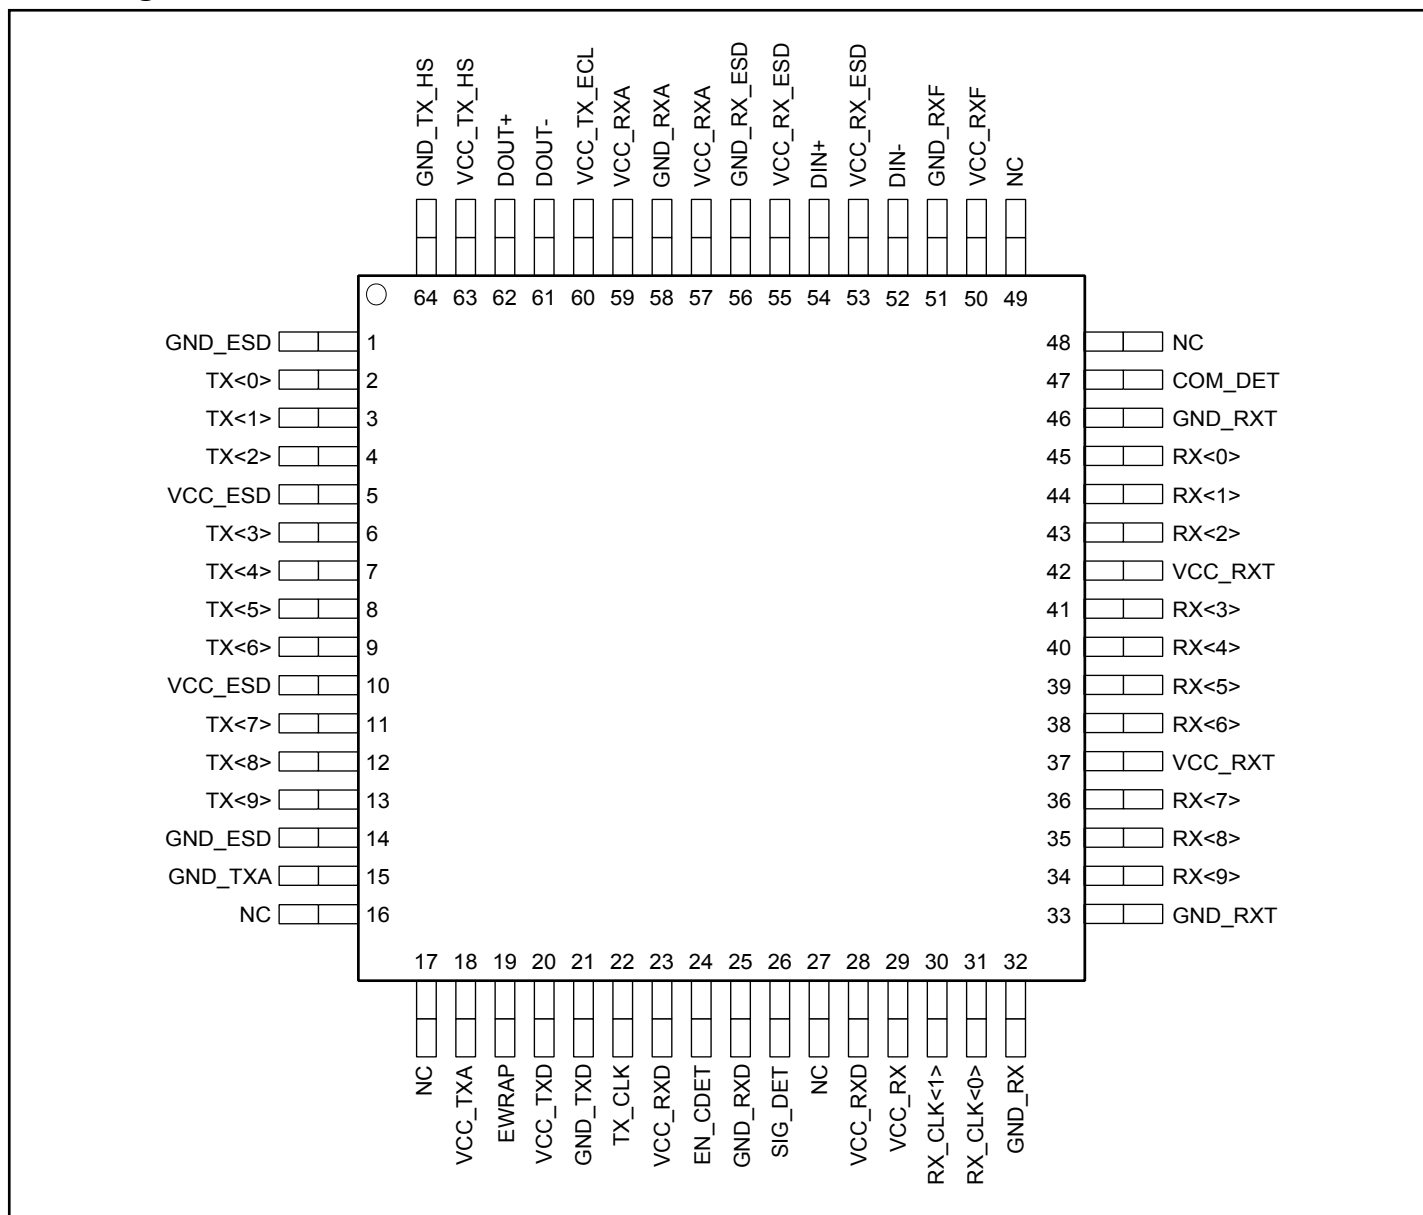 GND_TX_HS
VCC_TX_HS
DOUT+
DOUT-
VCC_TX_ECL
VCC_RXA
GND_RXA
VCC_RXA
GND_RX_ESD
VCC_RX_ESD
DIN+
VCC_RX_ESD
DIN-
GND_RXF
VCC_RXF
NC
64 63 62 61 60 59 58 57 56 55 54 53 52 51 50 49
GND_ESD 1 48 NC
TX<0> 2 47 COM_DET
TX<1> 3 46 GND_RXT
TX<2> 4 45 RX<0>
VCC_ESD 5 44 RX<1>
TX<3> 6 43 RX<2>
TX<4> 7 42 VCC_RXT
TX<5> 8 41 RX<3>
TX<6> 9 40 RX<4>
VCC_ESD 10 39 RX<5>
TX<7> 11 38 RX<6>
TX<8> 12 37 VCC_RXT
TX<9> 13 36 RX<7>
GND_ESD 14 35 RX<8>
GND_TXA 15 34 RX<9>
NC 16 33 GND_RXT
17 18 19 20 21 22 23 24 25 26 27 28 29 30 31 32
NC
VCC_TXA
EWRAP
VCC_TXD
GND_TXD
TX_CLK
VCC_RXD
EN_CDET
GND_RXD
SIG_DET
NC
VCC_RXD
VCC_RX
RX_CLK<1>
RX_CLK<0>
GND_RX